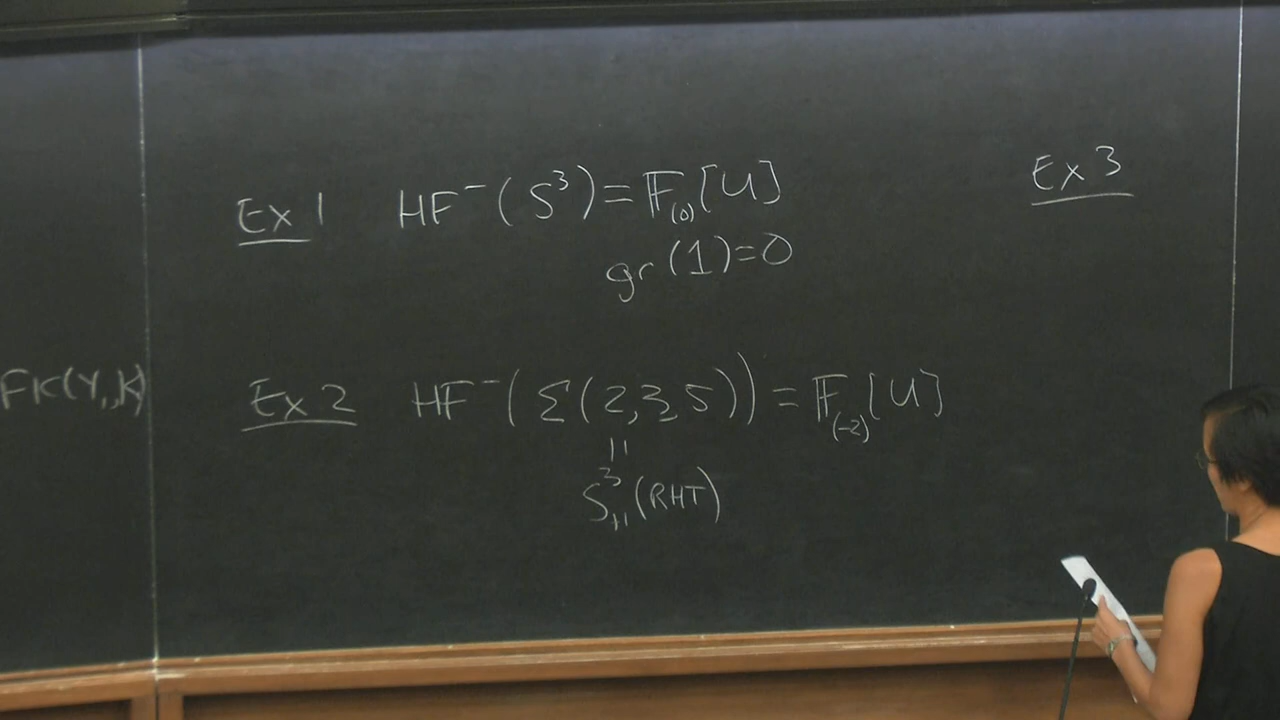 Ex 1 HF⁻(S³) = F₍₀₎[U]
gr(1)=0
Ex 3
FK(Y,,K)
Ex 2 HF⁻(Σ(2,3,5)) = F₍₋₂₎[U]
||
S³₊₁(RHT)